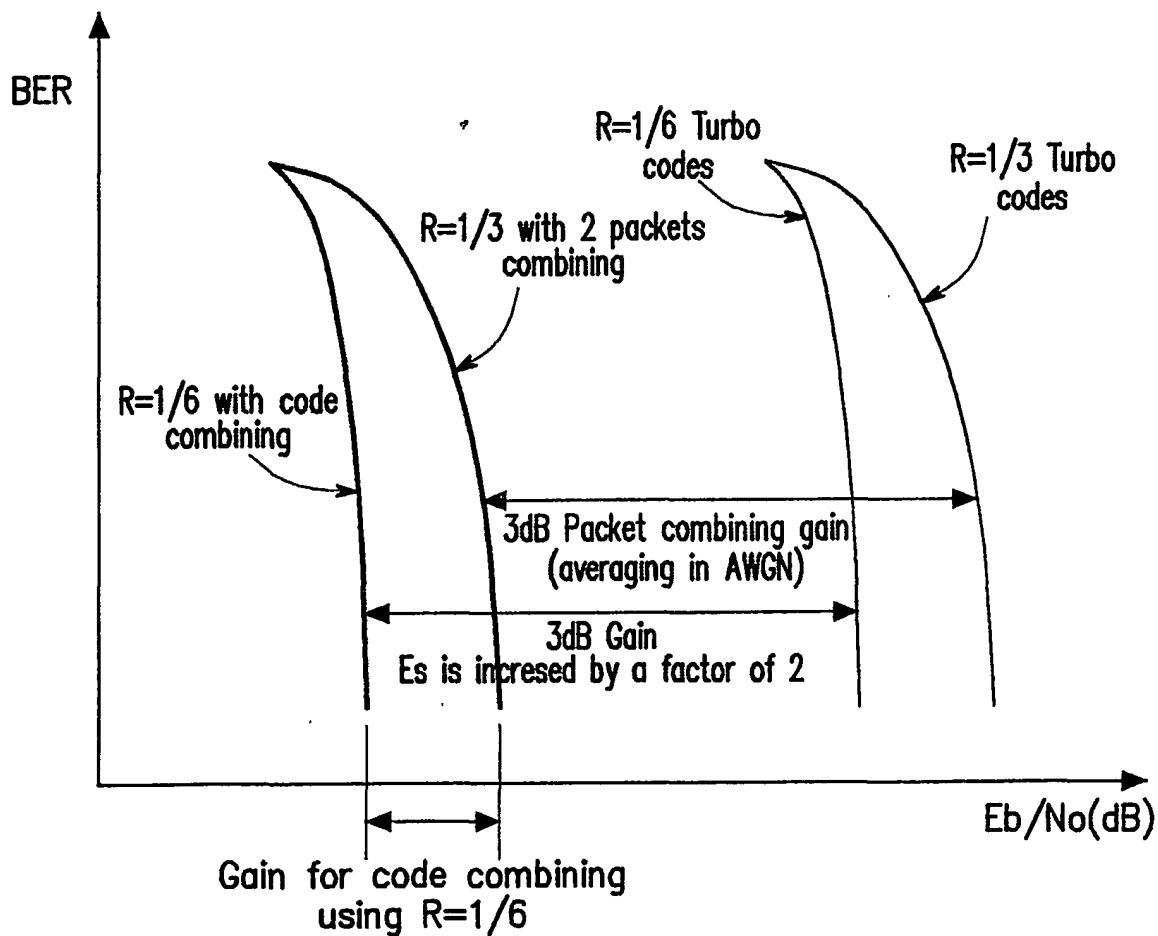 BER
R=1/6 Turbo
codes
R=1/3 Turbo
codes
R=1/3 with 2 packets
combining
R=1/6 with code
combining
3dB Packet combining gain
(averaging in AWGN)
3dB Gain
Es is incresed by a factor of 2
Eb/No(dB)
Gain for code combining
using R=1/6